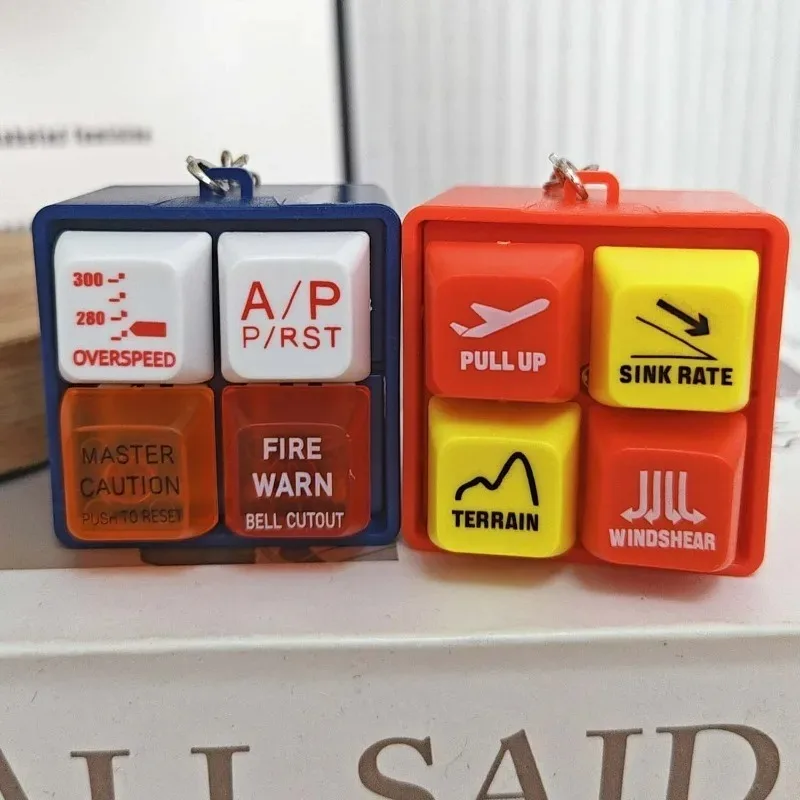 300
280
OVERSPEED
A/P
P/RST
MASTER
CAUTION
PUSH TO RESET
FIRE
WARN
BELL CUTOUT
PULL UP
SINK RATE
TERRAIN
WINDSHEAR
ALL SAID